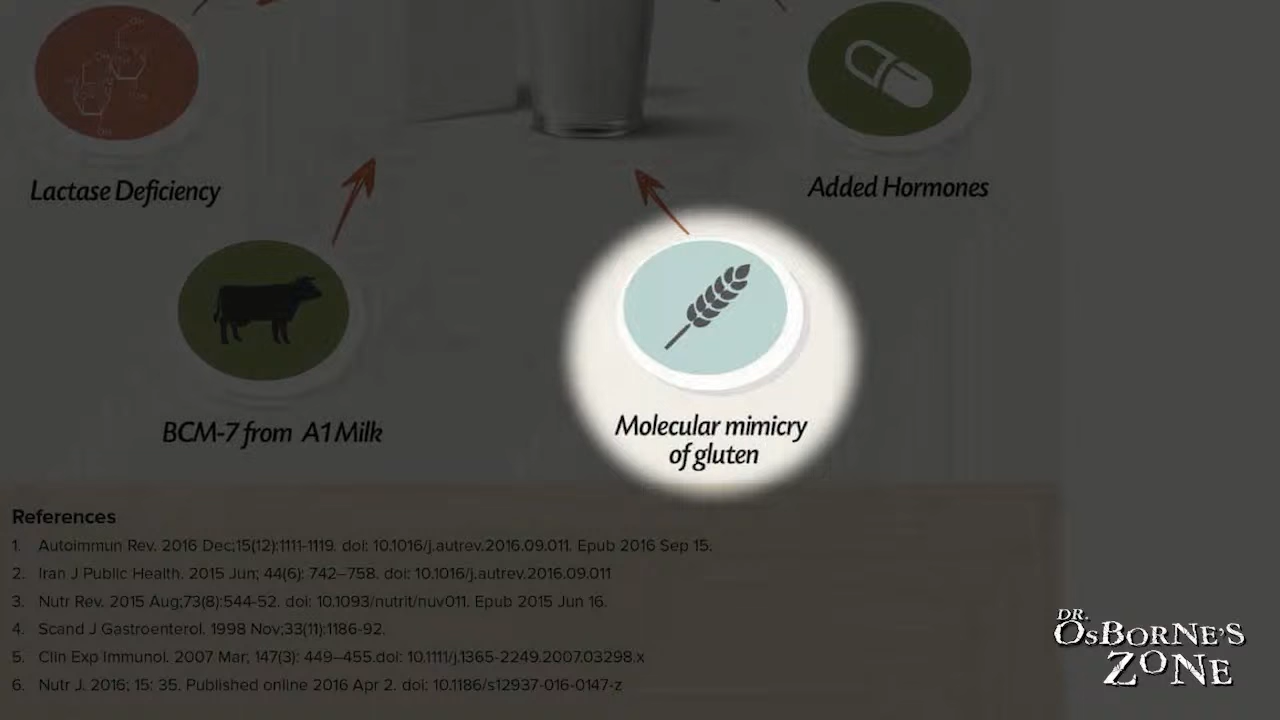 Lactase Deficiency
Added Hormones
BCM-7 from A1 Milk
Molecular mimicry
of gluten
References
1. Autoimmun Rev. 2016 Dec;15(12):1111-1119. doi: 10.1016/j.autrev.2016.09.011. Epub 2016 Sep 15.
2. Iran J Public Health. 2015 Jun; 44(6): 742–758. doi: 10.1016/j.autrev.2016.09.011
3. Nutr Rev. 2015 Aug;73(8):544-52. doi: 10.1093/nutrit/nuv011. Epub 2015 Jun 16.
4. Scand J Gastroenterol. 1998 Nov;33(11):1186-92.
5. Clin Exp Immunol. 2007 Mar; 147(3): 449–455.doi: 10.1111/j.1365-2249.2007.03298.x
6. Nutr J. 2016; 15: 35. Published online 2016 Apr 2. doi: 10.1186/s12937-016-0147-z
DR.
OSBORNE'S
ZONE